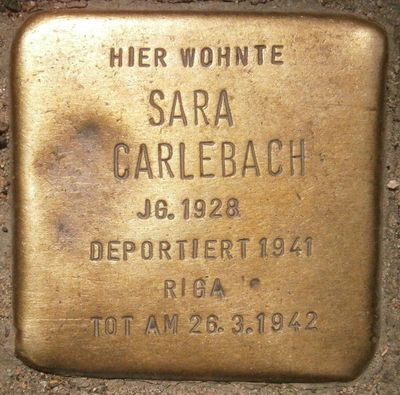 HIER WOHNTE
SARA
CARLEBACH
JG. 1928
DEPORTIERT 1941
RIGA
TOT AM 26.3.1942